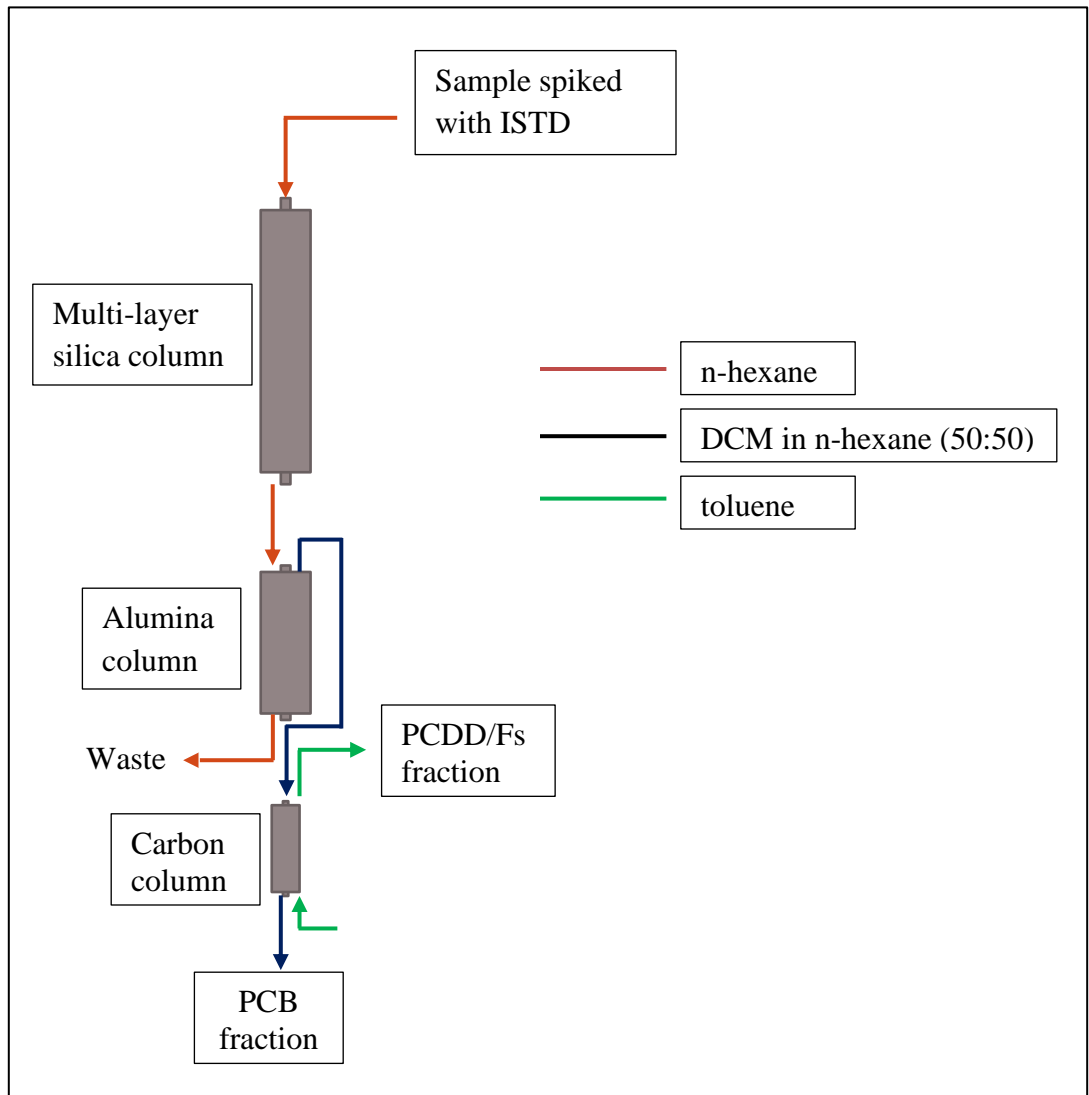 Sample spiked
with ISTD
Multi-layer
silica column
n-hexane
DCM in n-hexane (50:50)
toluene
Alumina
column
Waste
PCDD/Fs
fraction
Carbon
column
PCB
fraction